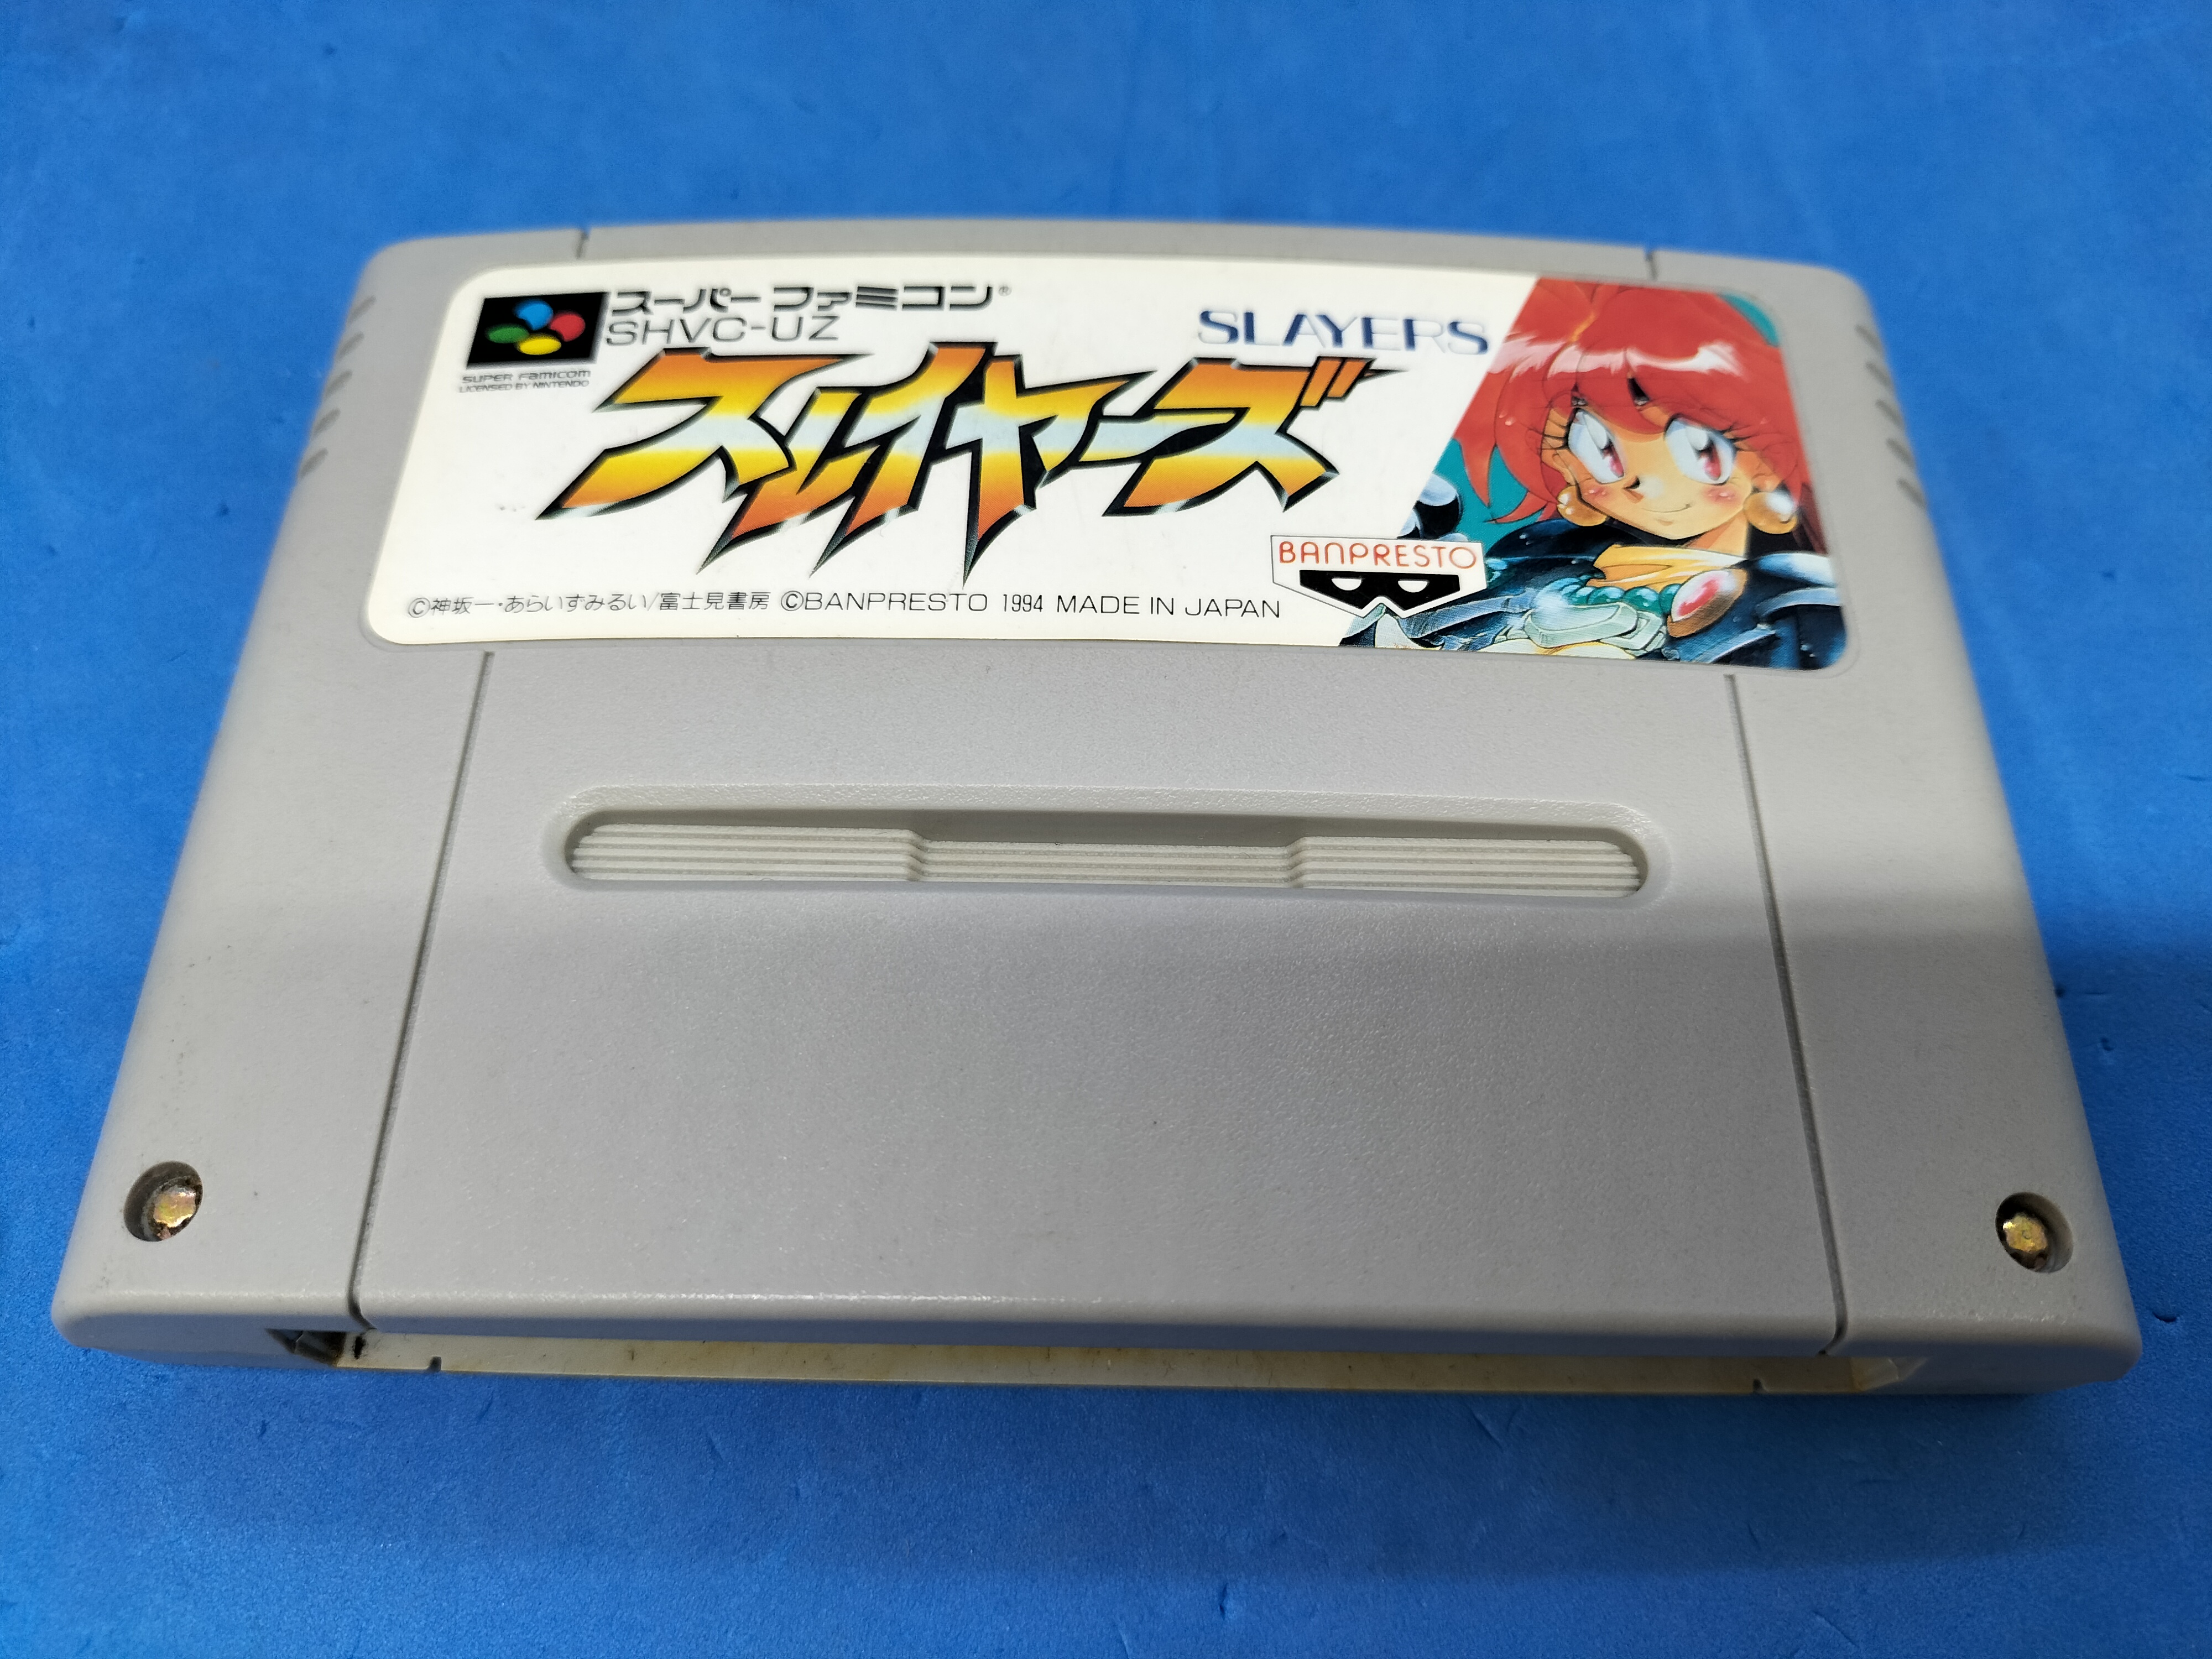 スーパーファミコン®
SHVC-UZ
SUPER FAMICOM
LICENSED BY NINTENDO
SLAYERS
スレイヤーズ
BANPRESTO
©神坂一・あらいずみるい/富士見書房 ©BANPRESTO 1994 MADE IN JAPAN